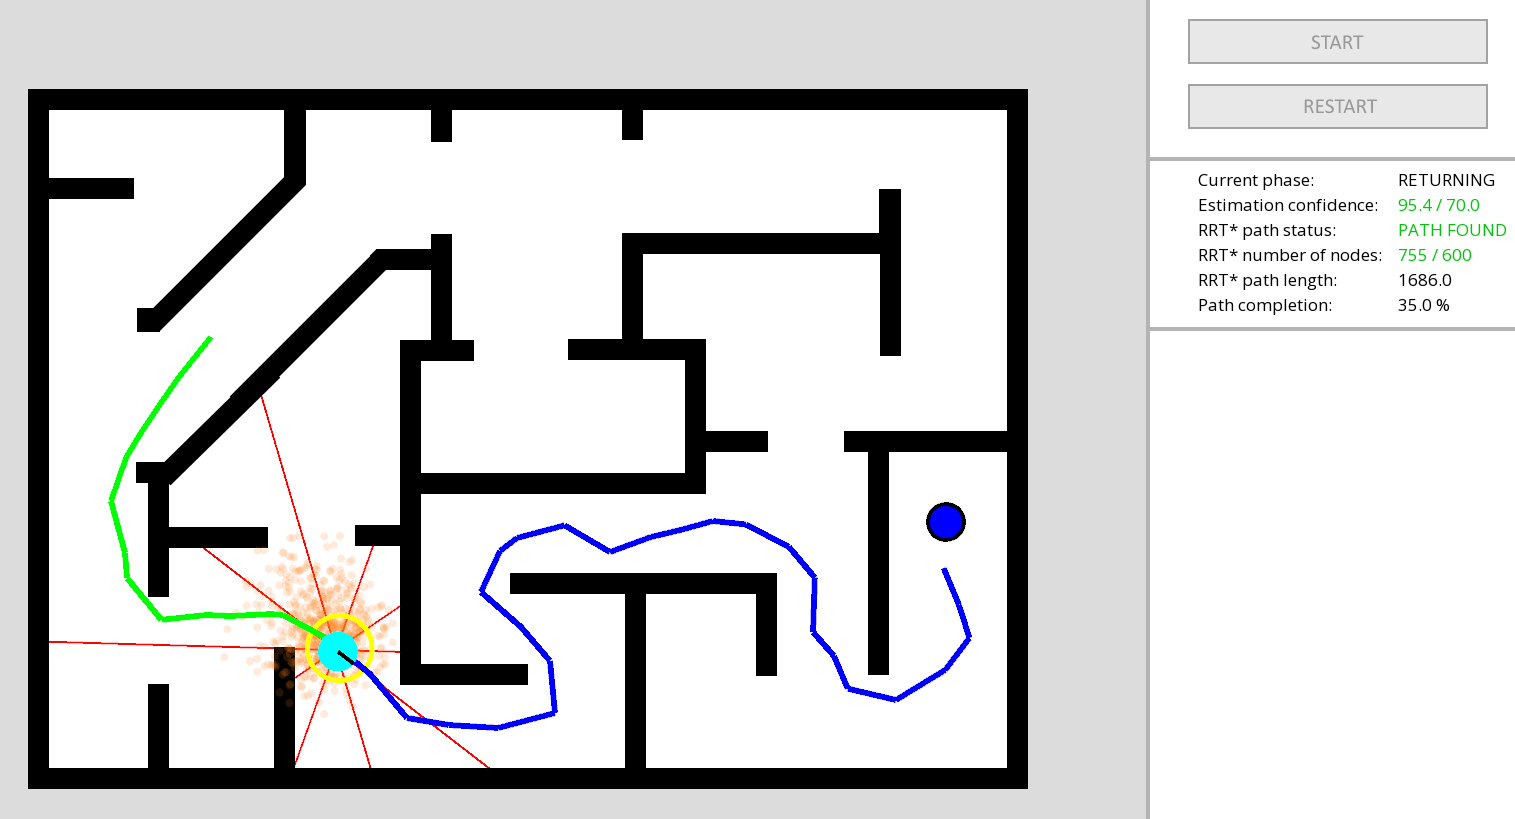 START
RESTART
Current phase: RETURNING
Estimation confidence: 95.4 / 70.0
RRT* path status: PATH FOUND
RRT* number of nodes: 755 / 600
RRT* path length: 1686.0
Path completion: 35.0 %